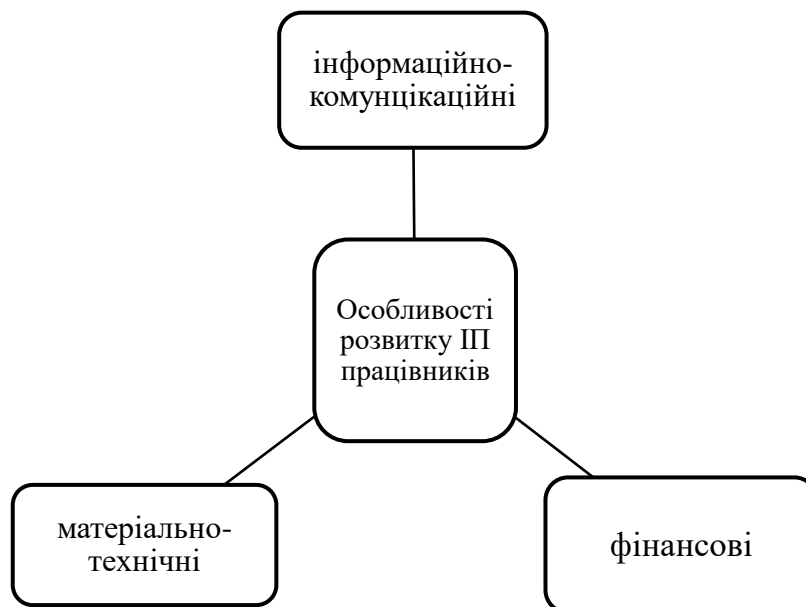 інформаційно-
комунцікаційні
Особливості
розвитку ІП
працівників
матеріально-
технічні
фінансові